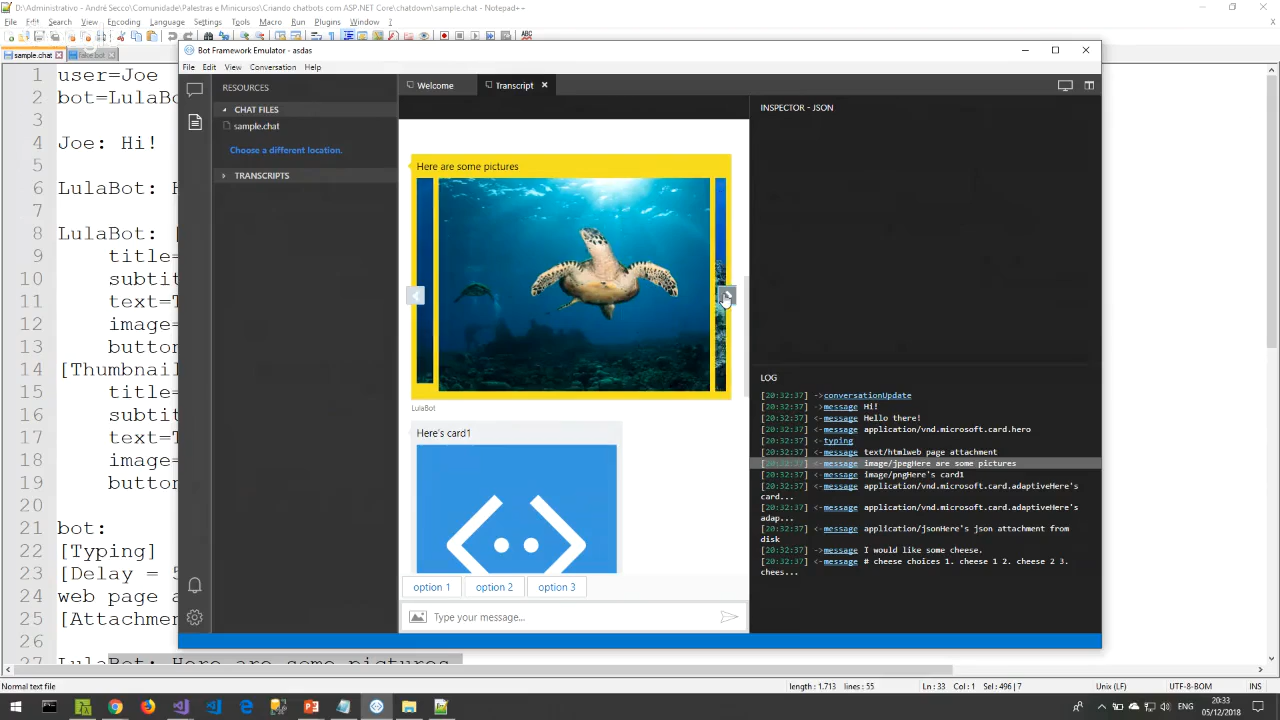 D:\Administrativo - André Secco\Comunidade\Palestras e Minicursos\Criando chatbots com ASP.NET Core\chatdown\sample.chat - Notepad++
File Edit Search View Encoding Language Settings Tools Macro Run Plugins Window ?
sample.chat
Bot Framework Emulator - asdas
File Edit View Conversation Help
RESOURCES
CHAT FILES
sample.chat
Choose a different location.
TRANSCRIPTS
Welcome
Transcript
INSPECTOR - JSON
1 user=Joe
2 bot=LulaBo
3
4 Joe: Hi!
5
6 LulaBot: H
7
8 LulaBot: [
9 title=
10 subtit
11 text=T
12 image=
13 button
14 [Thumbnail
15 title=
16 subtit
17 text=T
18 image=
19 button
20
21 bot:
22 [Typing]
23 [Delay = 5
24 web page a
25 [Attachmen
26
27 LulaBot: Here are some pictures
Here are some pictures
LulaBot
Here's card1
option 1
option 2
option 3
Type your message...
LOG
[20:32:37] ->conversationUpdate
[20:32:37] ->message Hi!
[20:32:37] <-message Hello there!
[20:32:37] <-message application/vnd.microsoft.card.hero
[20:32:37] <-typing
[20:32:37] <-message text/htmlweb page attachment
[20:32:37] <-message image/jpegHere are some pictures
[20:32:37] <-message image/pngHere's card1
[20:32:37] <-message application/vnd.microsoft.card.adaptiveHere's
card...
[20:32:37] <-message application/vnd.microsoft.card.adaptiveHere's
adap...
[20:32:37] <-message application/jsonHere's json attachment from
disk
[20:32:37] ->message I would like some cheese.
[20:32:37] <-message # cheese choices 1. cheese 1 2. cheese 2 3.
chees...
Normal text file
length : 1.713 lines : 55
Ln : 33 Col : 1 Sel : 496 | 7
Unix (LF)
UTF-8-BOM
INS
ENG
20:33
05/12/2018